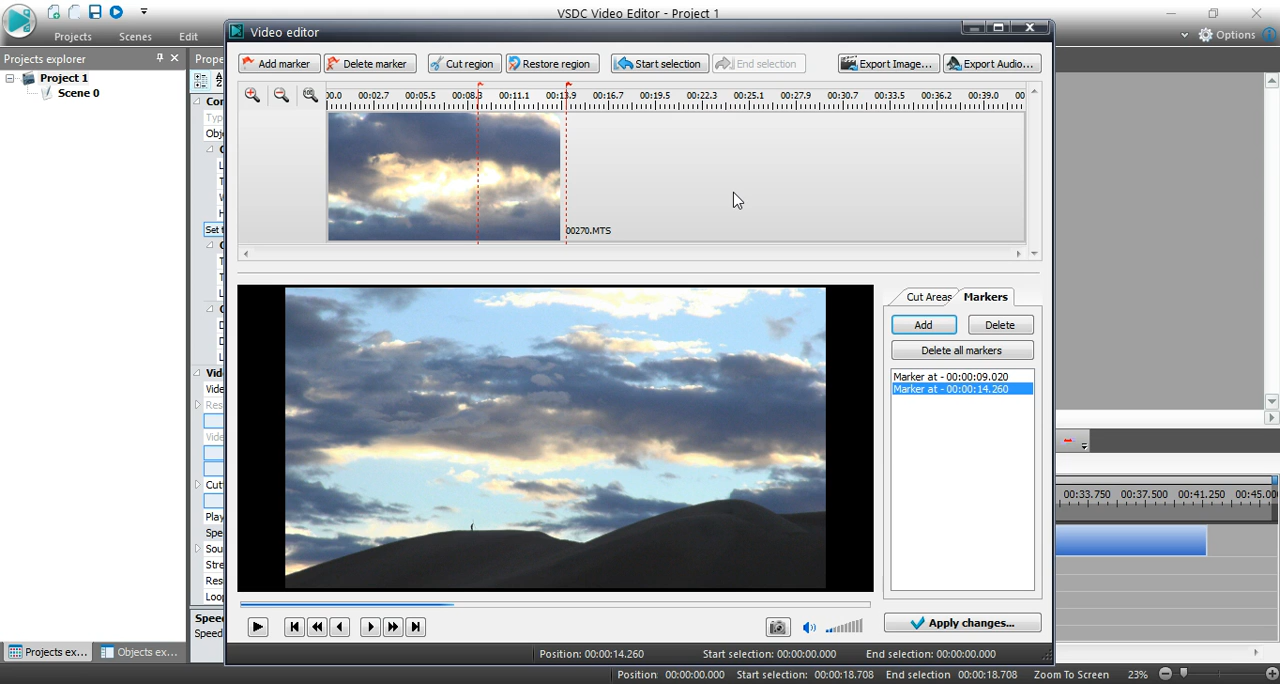 VSDC Video Editor - Project 1
Projects Scenes Edit
Options
Projects explorer
Project 1
Scene 0
Video editor
Add marker Delete marker Cut region Restore region Start selection End selection Export Image... Export Audio...
00:02.7 00:05.5 00:08.3 00:11.1 00:13.9 00:16.7 00:19.5 00:22.3 00:25.1 00:27.9 00:30.7 00:33.5 00:36.2 00:39.0 00
00270.MTS
Cut Areas Markers
Add Delete
Delete all markers
Marker at - 00:00:09.020
Marker at - 00:00:14.260
Apply changes...
Position: 00:00:14.260 Start selection: 00:00:00.000 End selection: 00:00:00.000
00:33.750 00:37.500 00:41.250 00:45.00
Projects ex... Objects ex...
Position 00:00:00.000 Start selection: 00:00:18.708 End selection 00:00:18.708 Zoom To Screen 23%